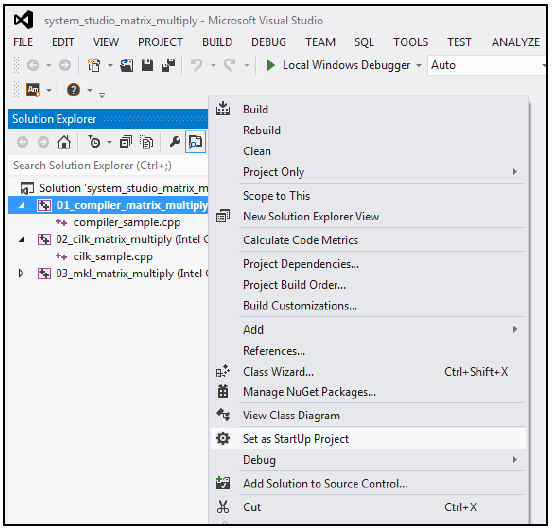 system_studio_matrix_multiply - Microsoft Visual Studio
FILE EDIT VIEW PROJECT BUILD DEBUG TEAM SQL TOOLS TEST ANALYZE
Local Windows Debugger Auto
Am
Solution Explorer
Search Solution Explorer (Ctrl+;)
Solution 'system_studio_matrix_m
01_compiler_matrix_multiply
compiler_sample.cpp
02_cilk_matrix_multiply (Intel C
cilk_sample.cpp
03_mkl_matrix_multiply (Intel C
Build
Rebuild
Clean
Project Only
Scope to This
New Solution Explorer View
Calculate Code Metrics
Project Dependencies...
Project Build Order...
Build Customizations...
Add
References...
Class Wizard... Ctrl+Shift+X
Manage NuGet Packages...
View Class Diagram
Set as StartUp Project
Debug
Add Solution to Source Control...
Cut Ctrl+X